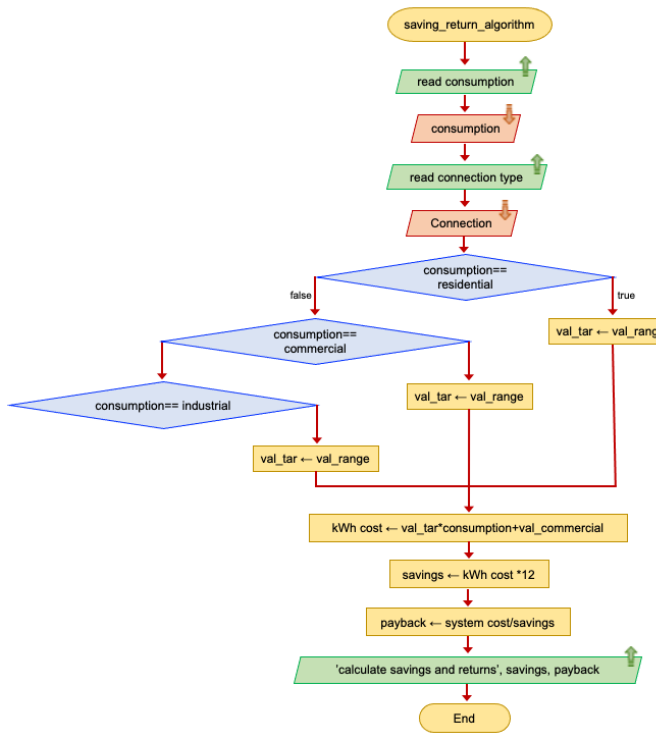 saving_return_algorithm
read consumption
consumption
read connection type
Connection
consumption==
residential
false
true
val_tar ← val_rang
consumption==
commercial
val_tar ← val_range
consumption== industrial
val_tar ← val_range
kWh cost ← val_tar*consumption+val_commercial
savings ← kWh cost *12
payback ← system cost/savings
'calculate savings and returns', savings, payback
End